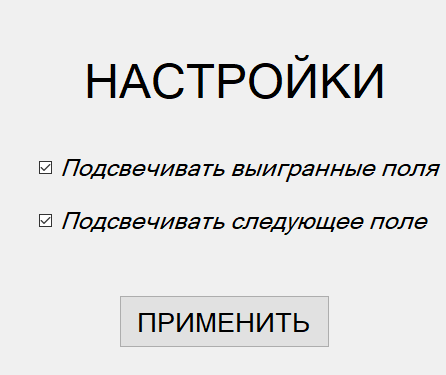 НАСТРОЙКИ
Подсвечивать выигранные поля
Подсвечивать следующее поле
ПРИМЕНИТЬ